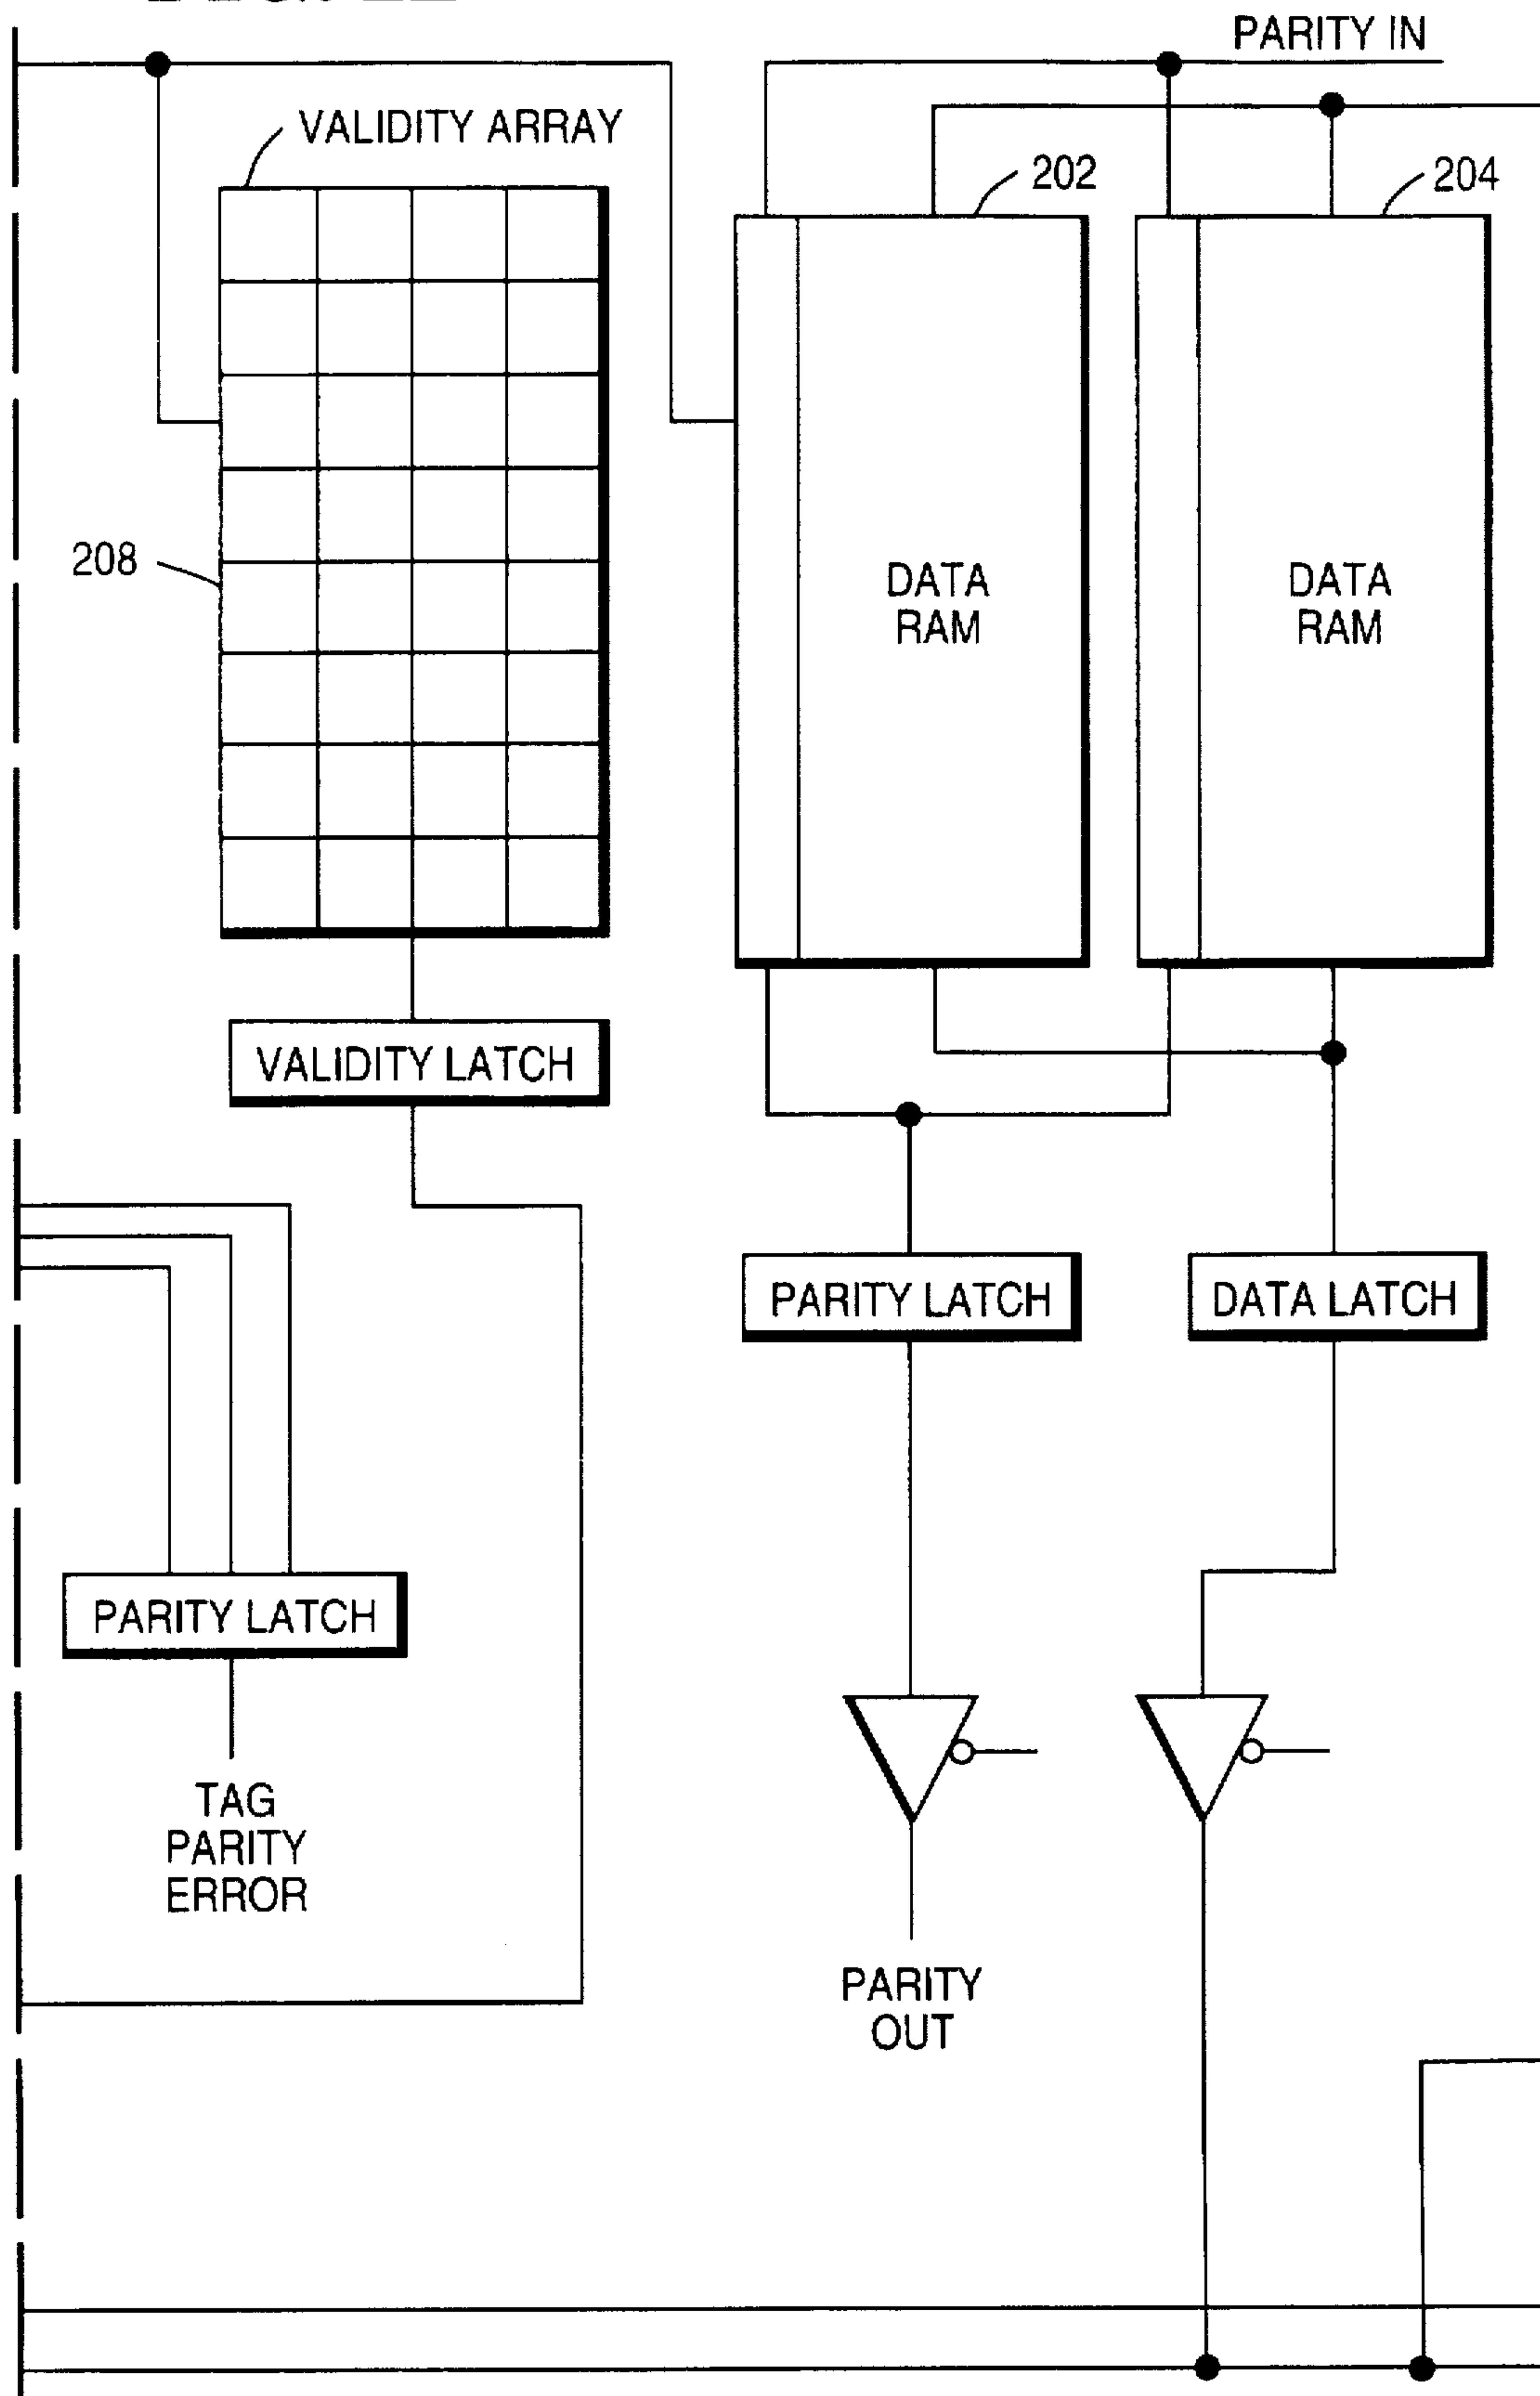 PARITY IN
VALIDITY ARRAY
202
204
208
DATA
RAM
DATA
RAM
VALIDITY LATCH
PARITY LATCH
DATA LATCH
PARITY LATCH
TAG
PARITY
ERROR
PARITY
OUT